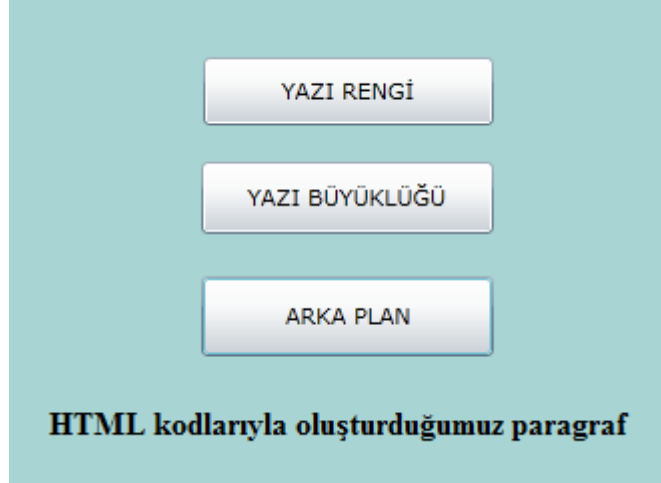 YAZI RENGİ
YAZI BÜYÜKLÜĞÜ
ARKA PLAN
HTML kodlarıyla oluşturduğumuz paragraf